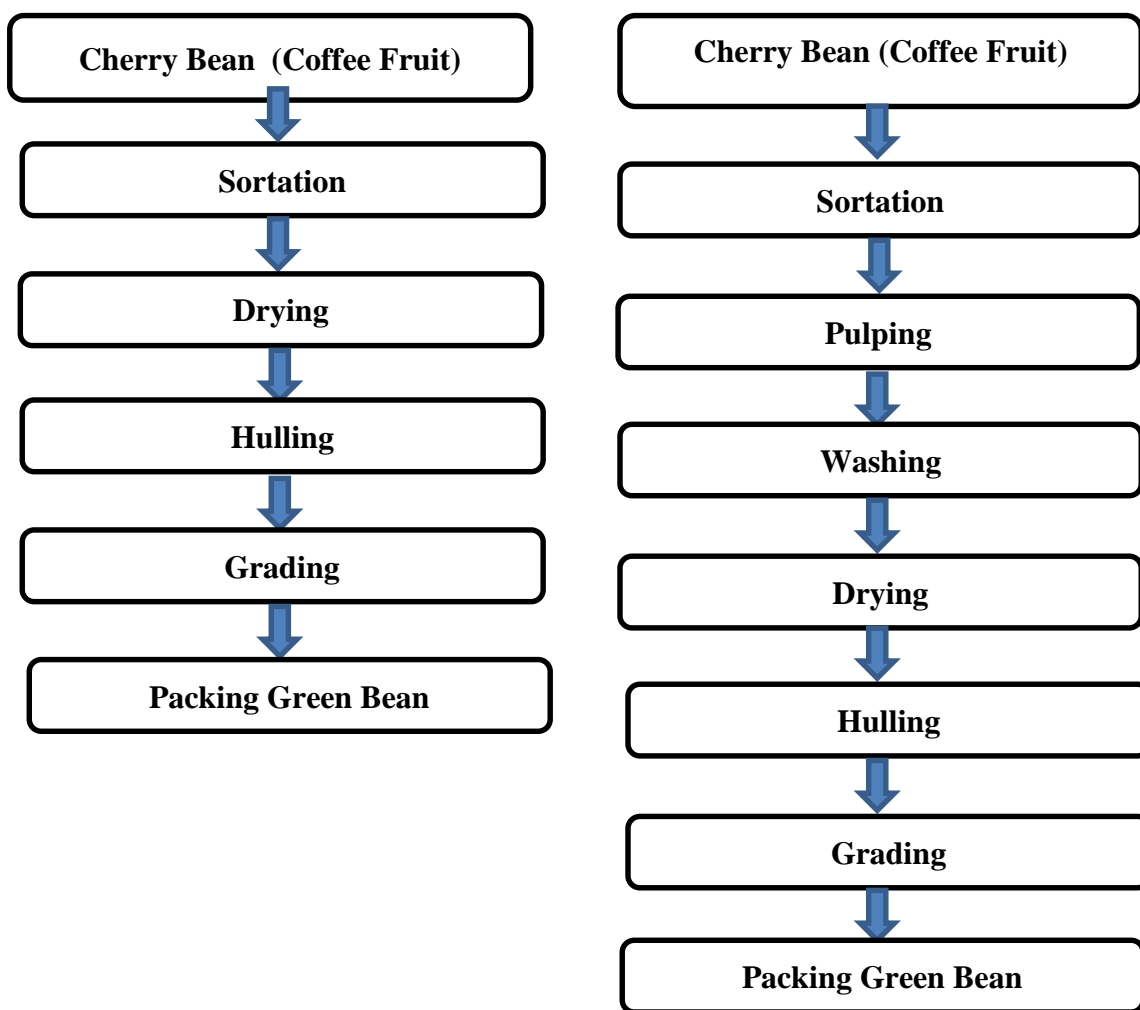 Cherry Bean  (Coffee Fruit)
Sortation
Drying
Hulling
Grading
Packing Green Bean
Cherry Bean (Coffee Fruit)
Sortation
Pulping
Washing
Drying
Hulling
Grading
Packing Green Bean